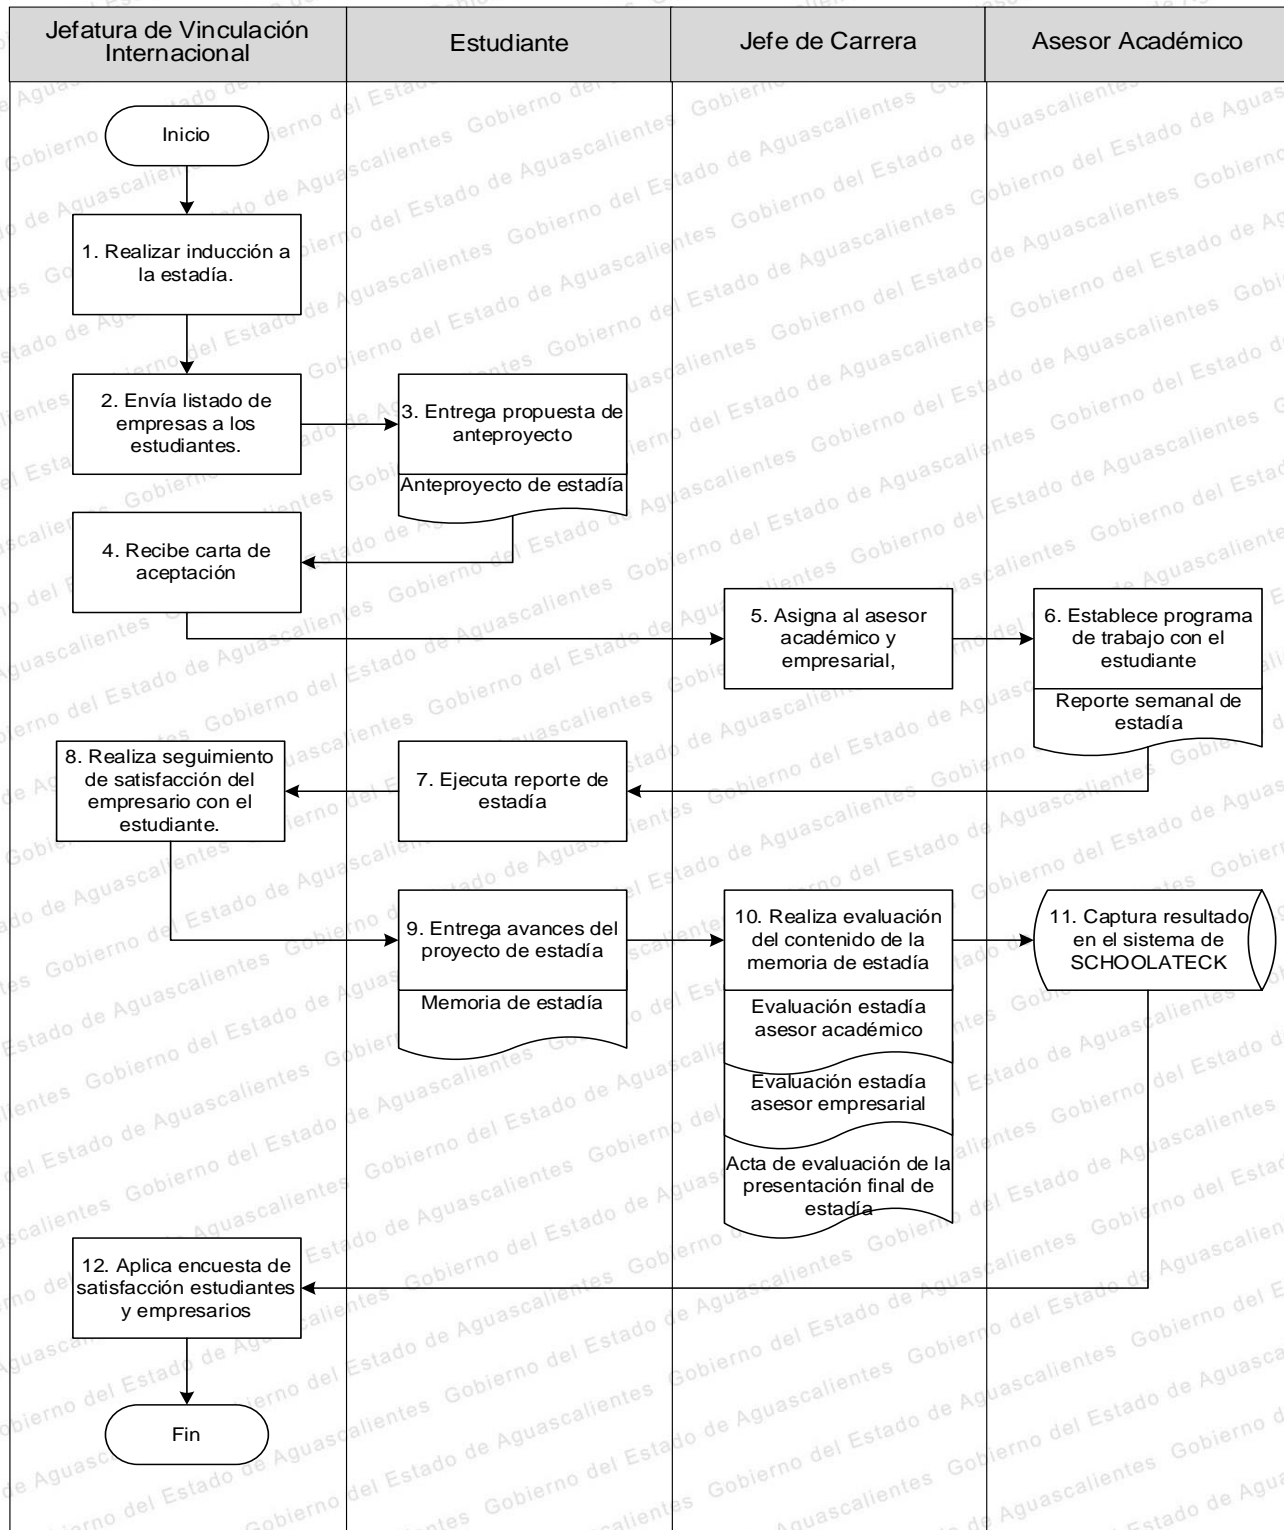 Jefatura de Vinculación
Internacional
Estudiante
Jefe de Carrera
Asesor Académico
Inicio
1. Realizar inducción a
la estadía.
2. Envía listado de
empresas a los
estudiantes.
3. Entrega propuesta de
anteproyecto
Anteproyecto de estadía
4. Recibe carta de
aceptación
5. Asigna al asesor
académico y
empresarial,
6. Establece programa
de trabajo con el
estudiante
Reporte semanal de
estadía
7. Ejecuta reporte de
estadía
8. Realiza seguimiento
de satisfacción del
empresario con el
estudiante.
9. Entrega avances del
proyecto de estadía
Memoria de estadía
10. Realiza evaluación
del contenido de la
memoria de estadía
Evaluación estadía
asesor académico
Evaluación estadía
asesor empresarial
Acta de evaluación de la
presentación final de
estadía
11. Captura resultado
en el sistema de
SCHOOLATECK
12. Aplica encuesta de
satisfacción estudiantes
y empresarios
Fin
Gobierno del Estado de Aguascalientes